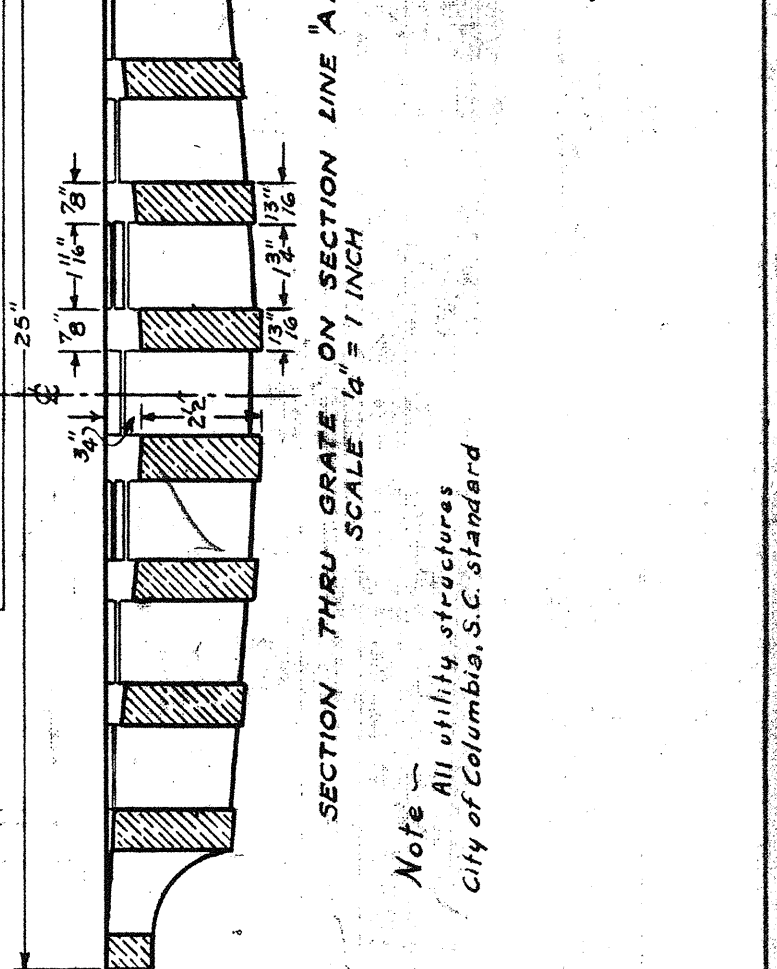 25"
7/8"
1 11/16"
7/8"
3/4"
2 1/2"
13/16"
1 3/4"
13/16"
SECTION THRU GRATE ON SECTION LINE "A
SCALE 1/4" = 1 INCH
Note -
All utility structures
City of Columbia, S.C. standard